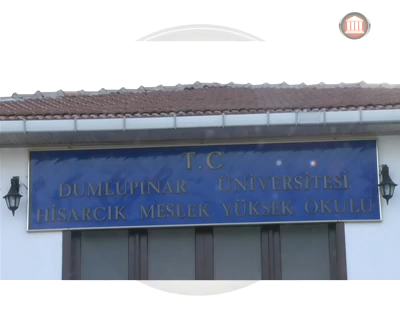 T.C
DUMLUPINAR ÜNİVERSİTESİ
HİSARCIK MESLEK YÜKSEK OKULU